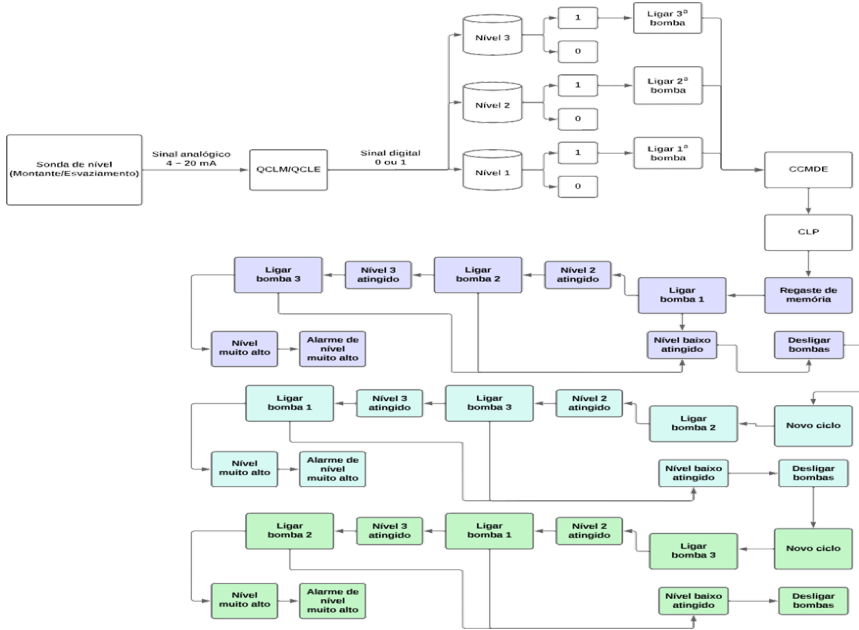 Sonda de nível
(Montante/Esvaziamento)
Sinal analógico
4 – 20 mA
QCLM/QCLE
Sinal digital
0 ou 1
Nível 3
1
0
Ligar 3ª
bomba
Nível 2
1
0
Ligar 2ª
bomba
Nível 1
1
0
Ligar 1ª
bomba
CCMDE
CLP
Regaste de
memória
Ligar
bomba 1
Nível 2
atingido
Ligar
bomba 2
Nível 3
atingido
Ligar
bomba 3
Nível
muito alto
Alarme de
nível
muito alto
Nível baixo
atingido
Desligar
bombas
Novo ciclo
Ligar
bomba 2
Nível 2
atingido
Ligar
bomba 3
Nível 3
atingido
Ligar
bomba 1
Nível
muito alto
Alarme de
nível
muito alto
Nível baixo
atingido
Desligar
bombas
Novo ciclo
Ligar
bomba 3
Nível 2
atingido
Ligar
bomba 1
Nível 3
atingido
Ligar
bomba 2
Nível
muito alto
Alarme de
nível
muito alto
Nível baixo
atingido
Desligar
bombas